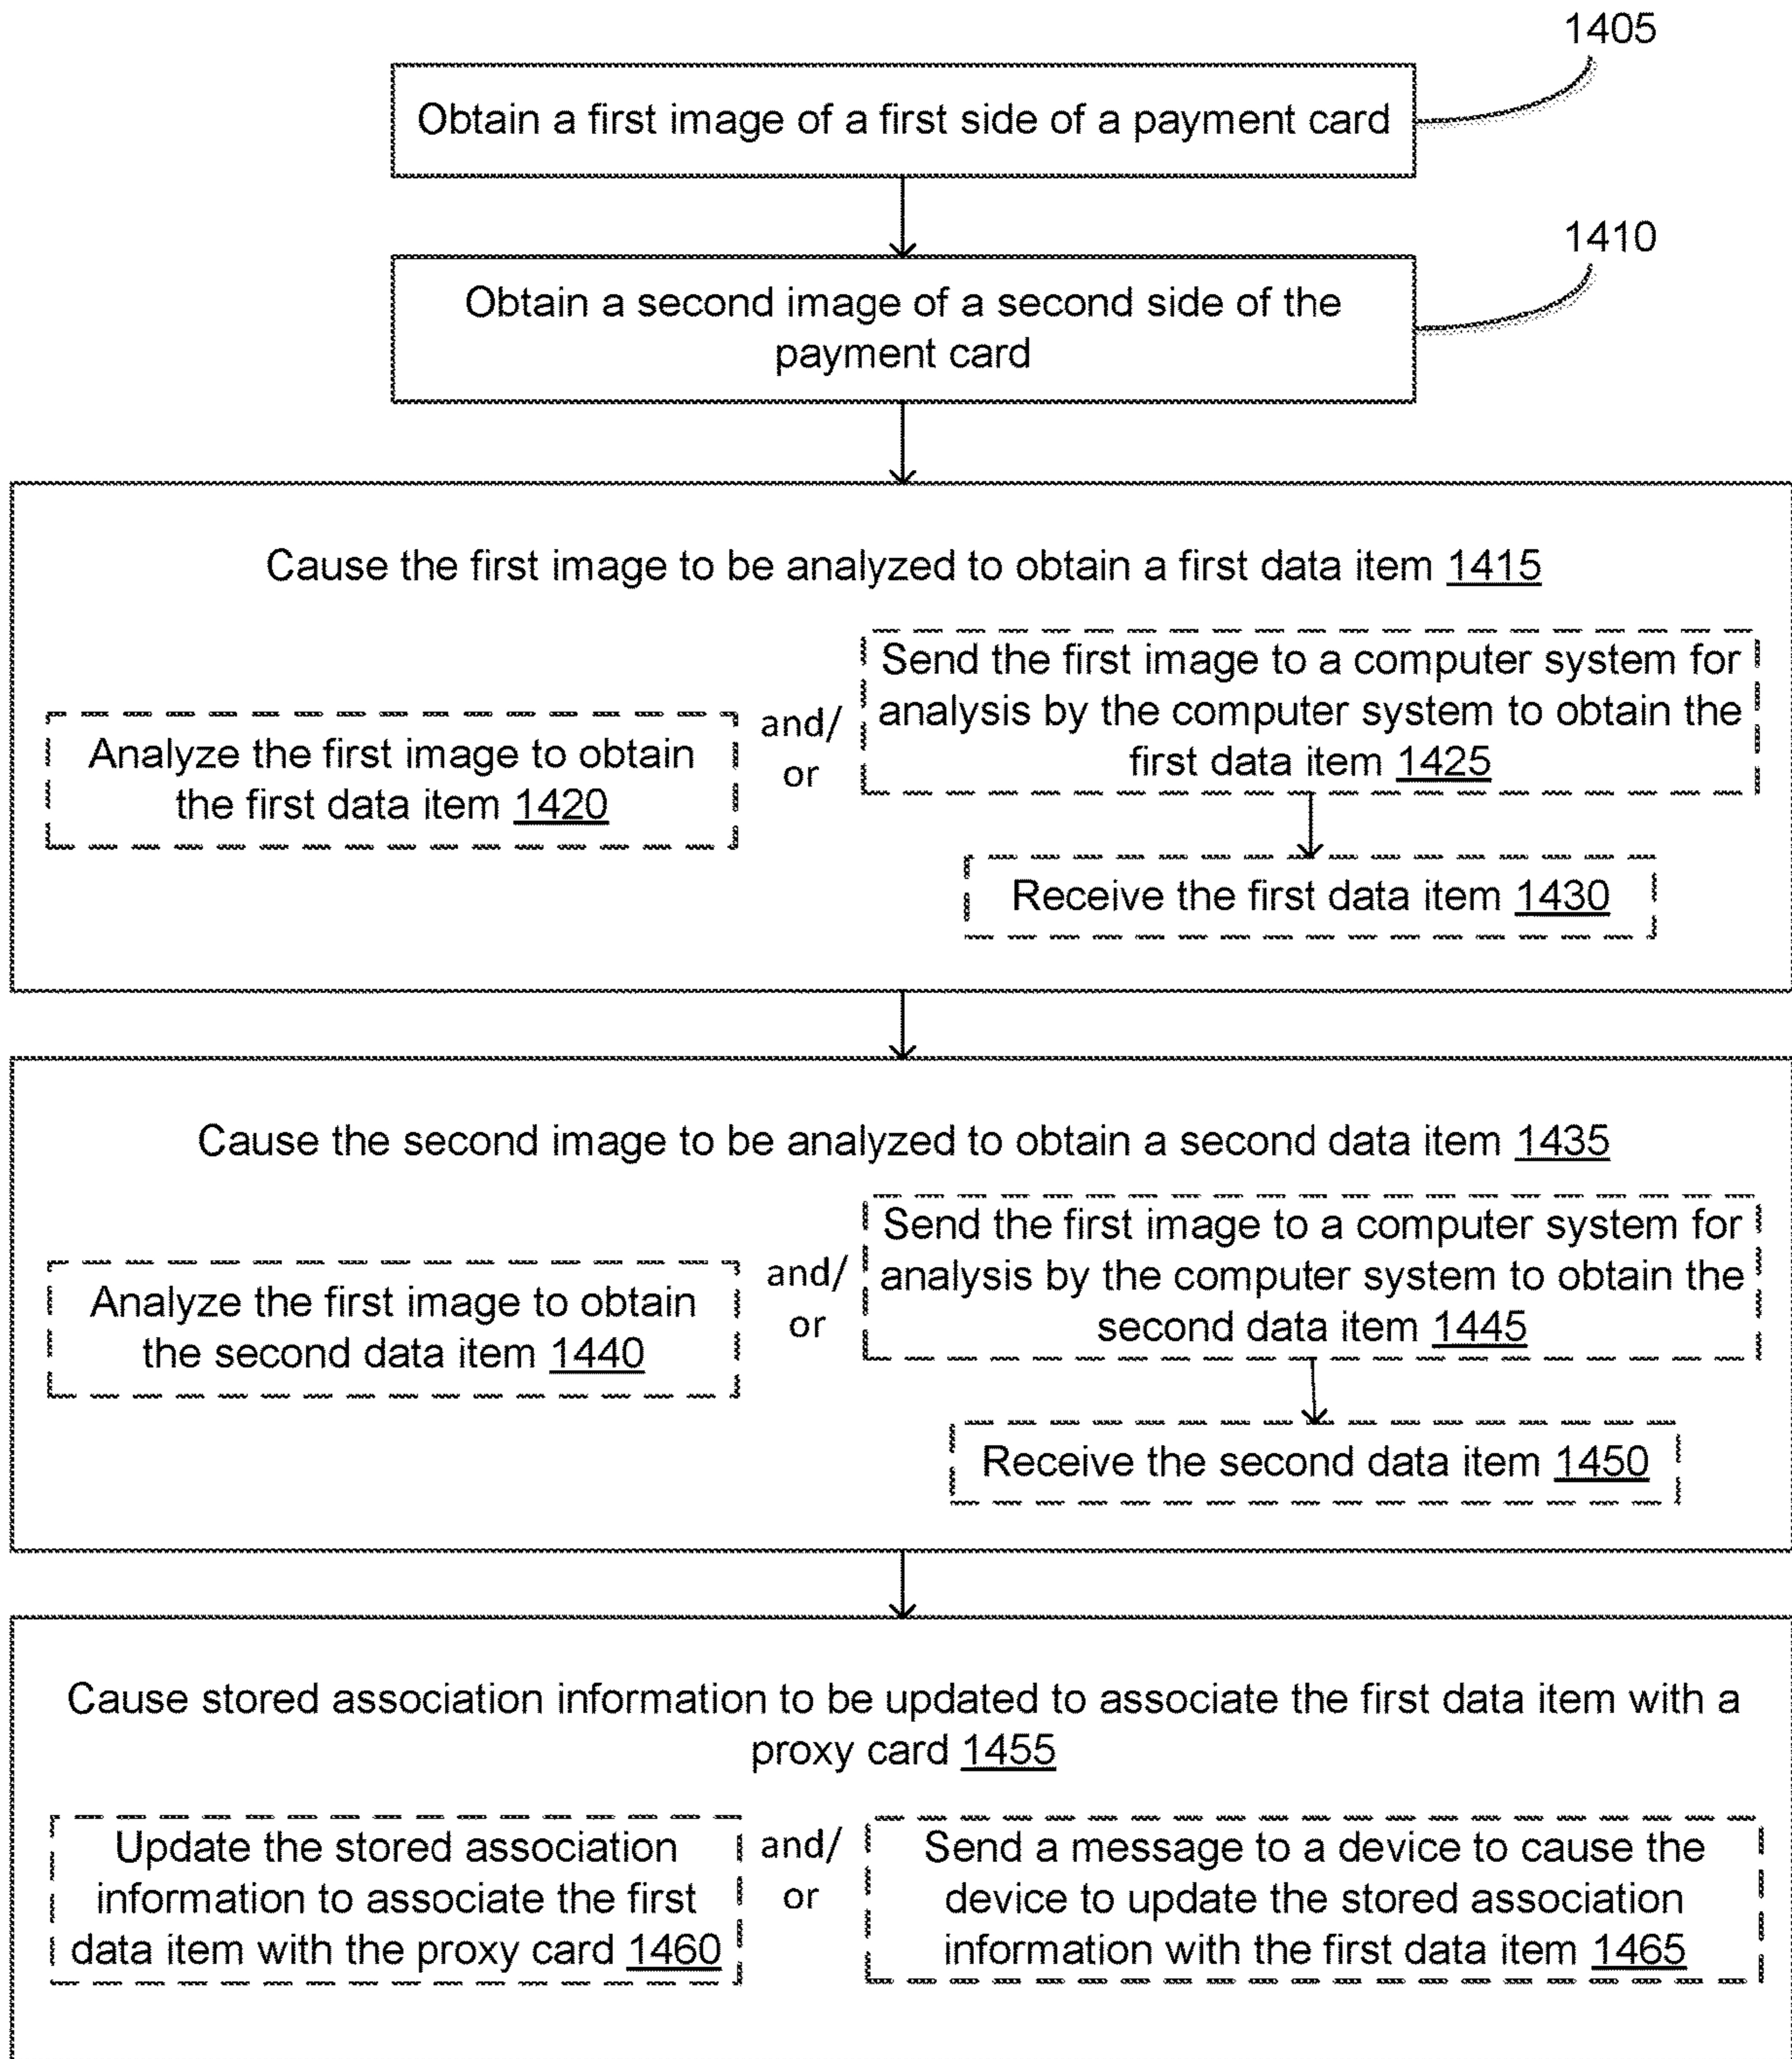 1405
Obtain a first image of a first side of a payment card
1410
Obtain a second image of a second side of the
payment card
Cause the first image to be analyzed to obtain a first data item 1415
Analyze the first image to obtain
the first data item 1420
and/
or
Send the first image to a computer system for
analysis by the computer system to obtain the
first data item 1425
Receive the first data item 1430
Cause the second image to be analyzed to obtain a second data item 1435
Analyze the first image to obtain
the second data item 1440
and/
or
Send the first image to a computer system for
analysis by the computer system to obtain the
second data item 1445
Receive the second data item 1450
Cause stored association information to be updated to associate the first data item with a
proxy card 1455
Update the stored association
information to associate the first
data item with the proxy card 1460
and/
or
Send a message to a device to cause the
device to update the stored association
information with the first data item 1465